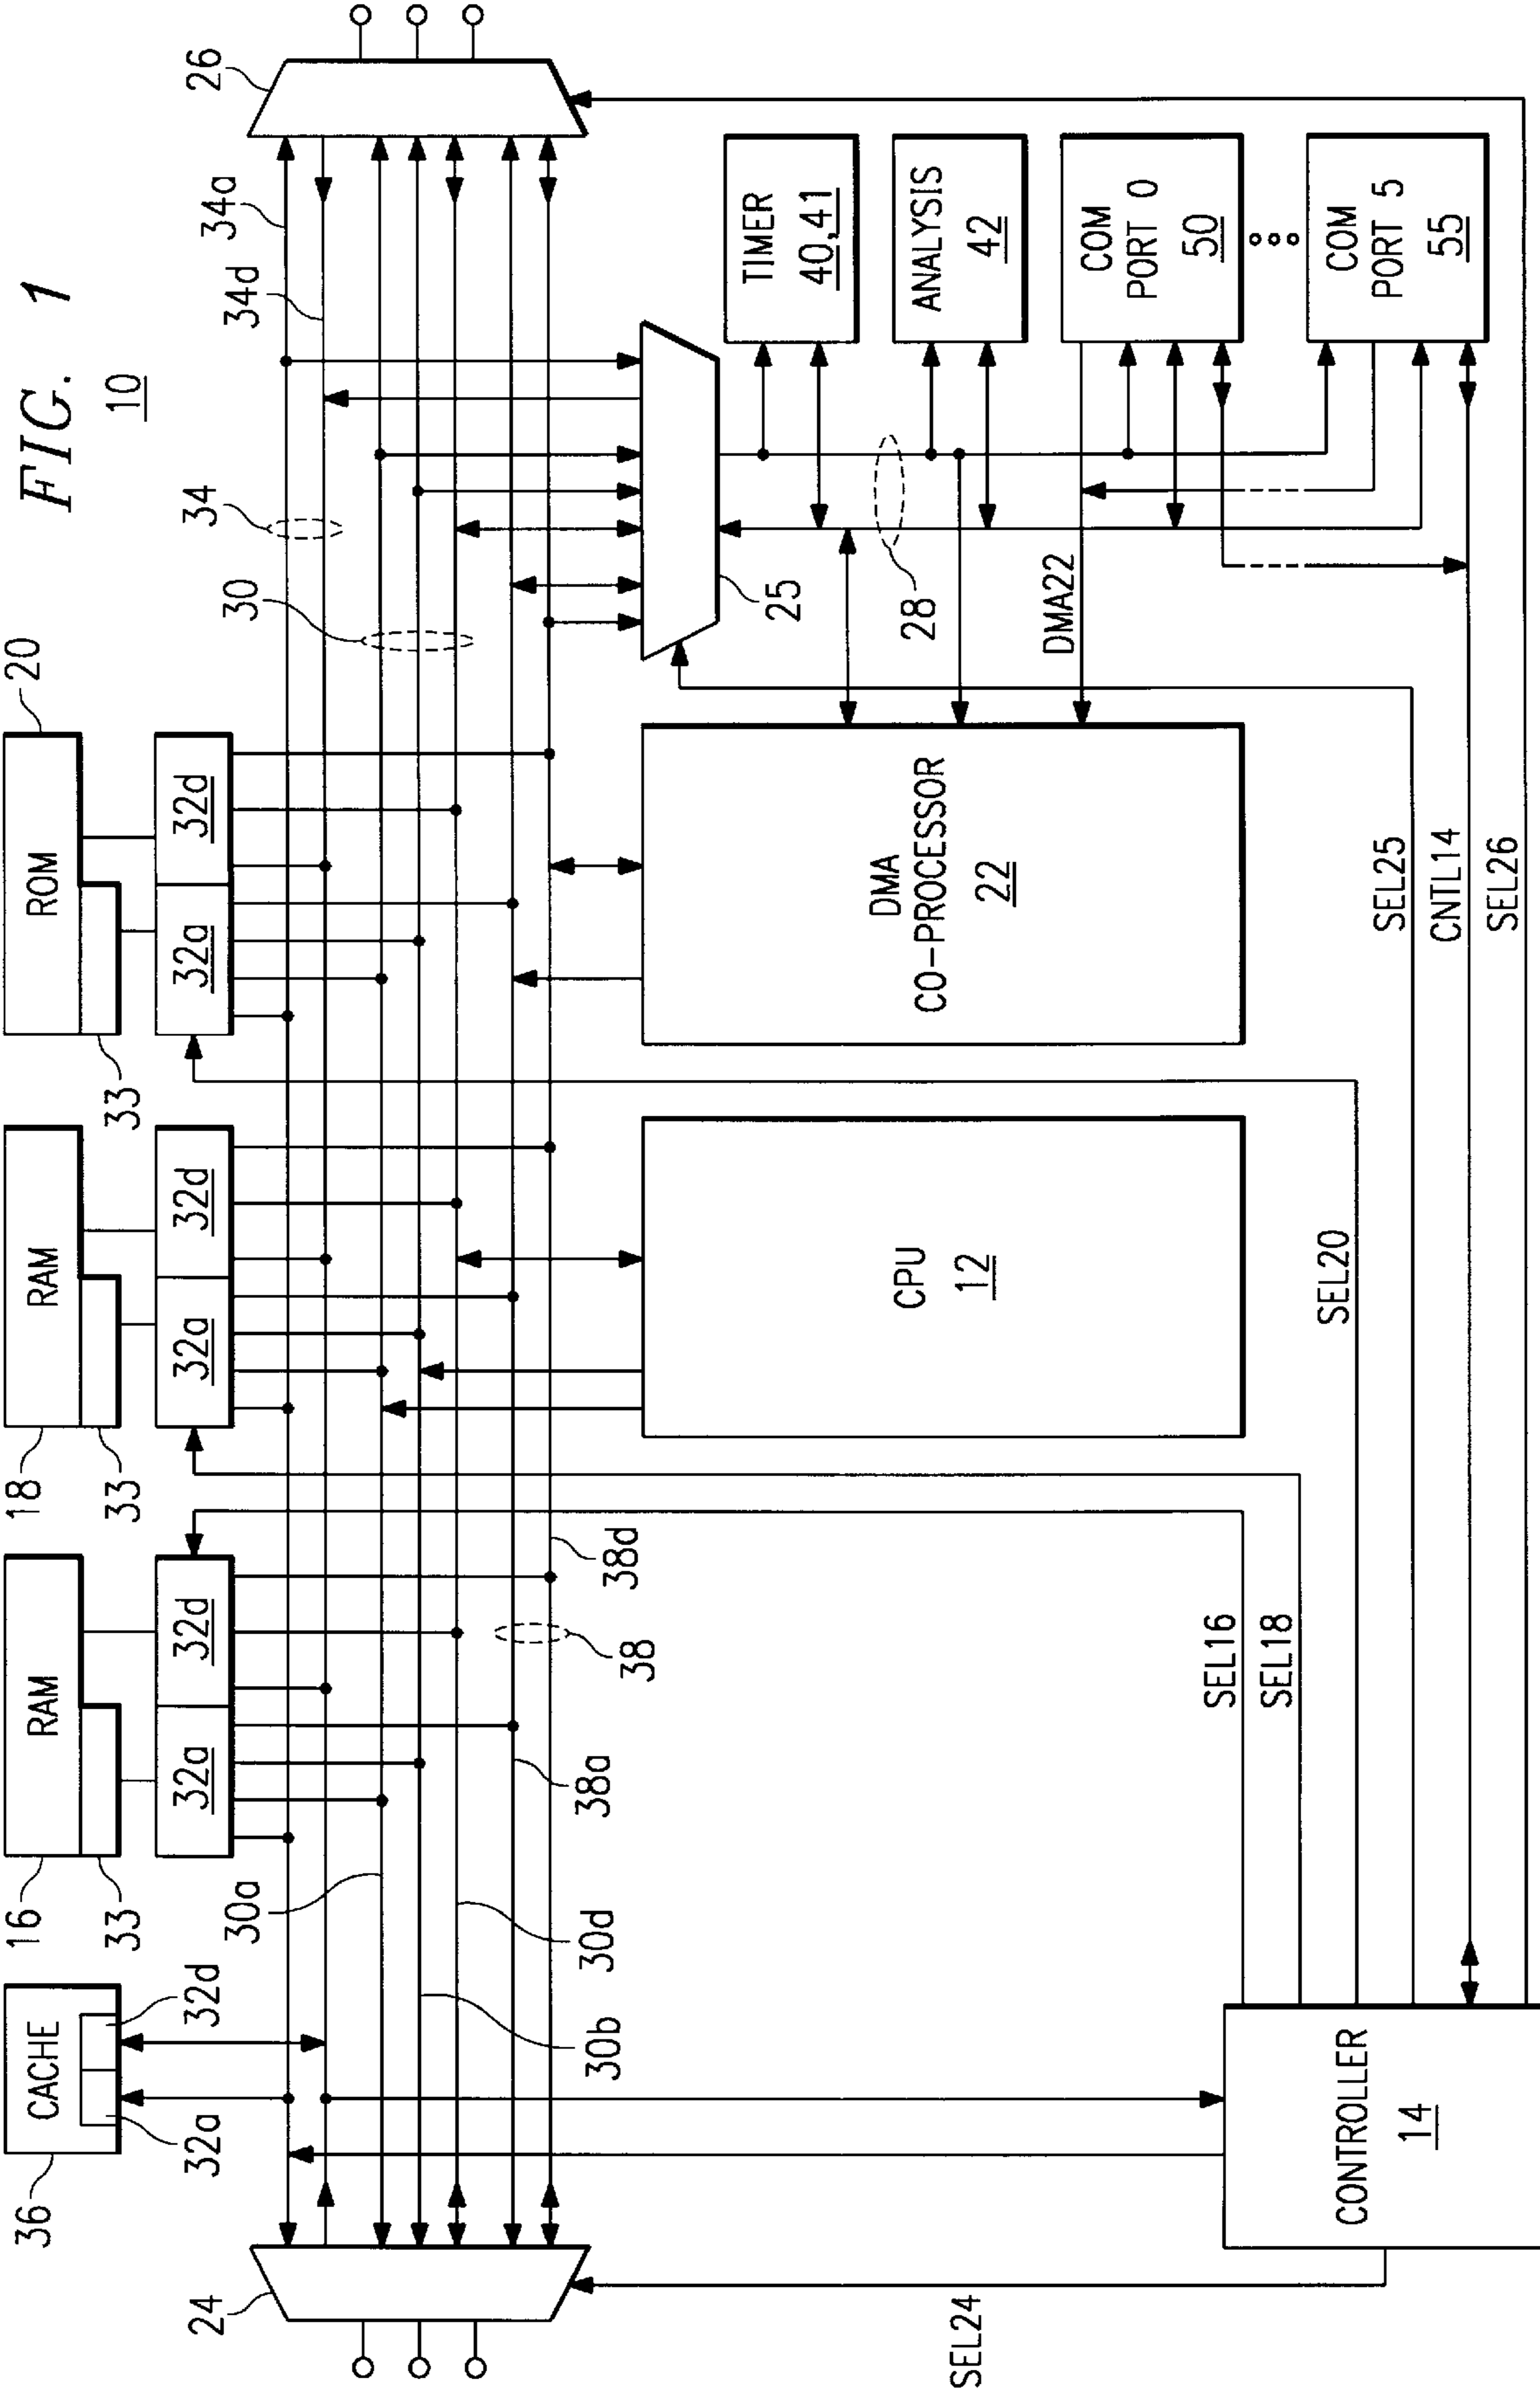 FIG. 1
10
36
CACHE
32a
32d
16
RAM
33
32a
32d
18
RAM
33
32a
32d
20
ROM
33
32a
32d
24
30a
30b
30d
38a
38
38d
30
34
34d
34a
26
25
28
CPU
12
DMA
CO-PROCESSOR
22
DMA22
TIMER
40,41
ANALYSIS
42
COM
PORT 0
50
COM
PORT 5
55
CONTROLLER
14
SEL24
SEL16
SEL18
SEL20
SEL25
CNTL14
SEL26